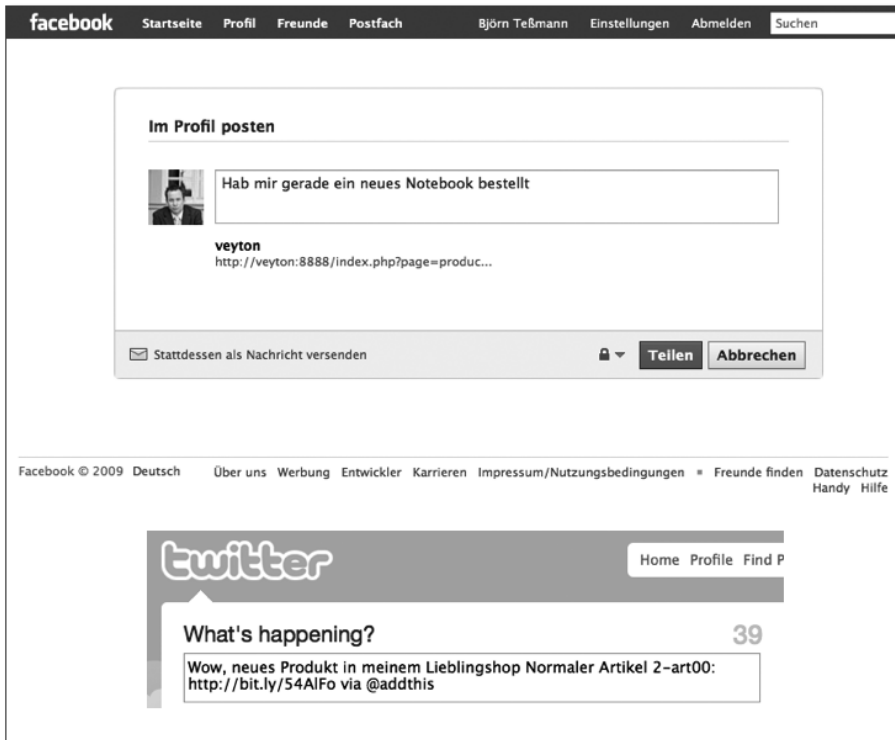 facebook Startseite Profil Freunde Postfach Björn Teßmann Einstellungen Abmelden Suchen
Im Profil posten
Hab mir gerade ein neues Notebook bestellt
veyton
http://veyton:8888/index.php?page=produc...
Stattdessen als Nachricht versenden Teilen Abbrechen
Facebook © 2009 Deutsch Über uns Werbung Entwickler Karrieren Impressum/Nutzungsbedingungen Freunde finden Datenschutz
Handy Hilfe
twitter Home Profile Find P
What's happening? 39
Wow, neues Produkt in meinem Lieblingshop Normaler Artikel 2-art00:
http://bit.ly/54AlFo via @addthis